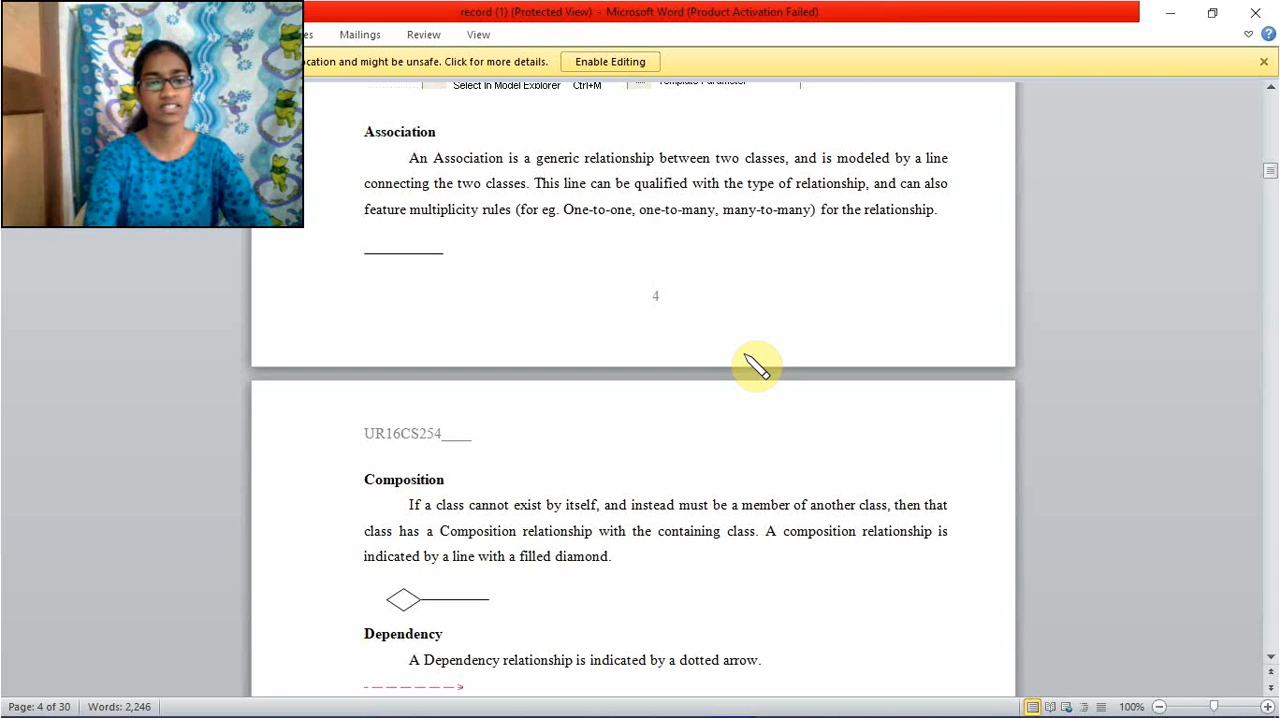 record (1) (Protected View) - Microsoft Word (Product Activation Failed)
Mailings Review View
and might be unsafe. Click for more details. Enable Editing
Select In Model Explorer Ctrl+M Template Parameter
Association
An Association is a generic relationship between two classes, and is modeled by a line
connecting the two classes. This line can be qualified with the type of relationship, and can also
feature multiplicity rules (for eg. One-to-one, one-to-many, many-to-many) for the relationship.
4
UR16CS254____
Composition
If a class cannot exist by itself, and instead must be a member of another class, then that
class has a Composition relationship with the containing class. A composition relationship is
indicated by a line with a filled diamond.
Dependency
A Dependency relationship is indicated by a dotted arrow.
Page: 4 of 30 Words: 2,246 100%